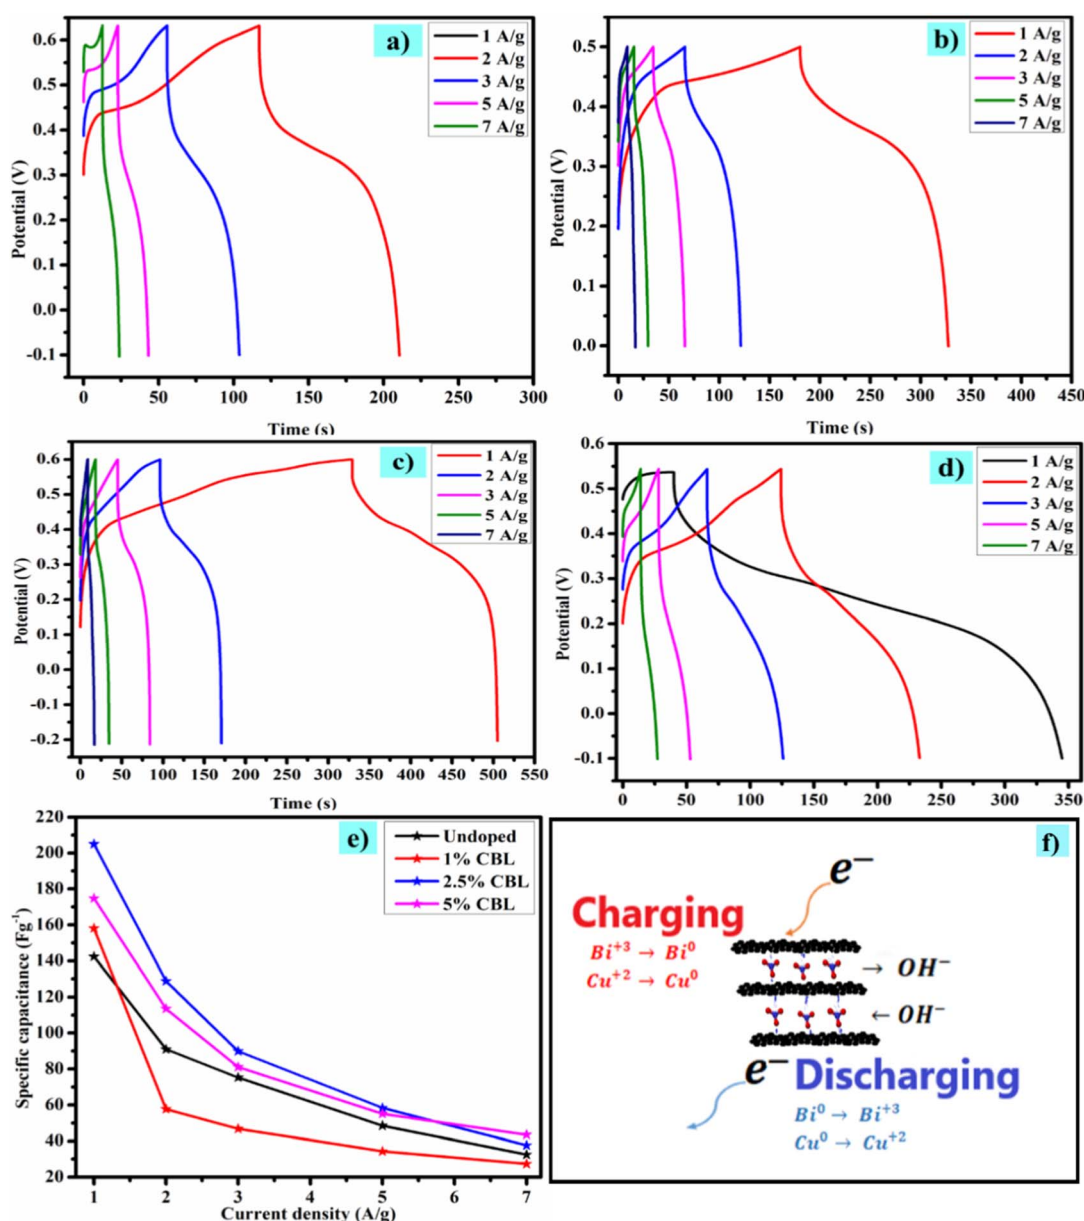 a)
1 A/g
2 A/g
3 A/g
5 A/g
7 A/g
Potential (V)
0.6
0.5
0.4
0.3
0.2
0.1
0.0
-0.1
0 50 100 150 200 250 300
Time (s)
b)
1 A/g
2 A/g
3 A/g
5 A/g
7 A/g
Potential (V)
0.5
0.4
0.3
0.2
0.1
0.0
0 50 100 150 200 250 300 350 400 450
Time (s)
c)
1 A/g
2 A/g
3 A/g
5 A/g
7 A/g
Potential (V)
0.6
0.5
0.4
0.3
0.2
0.1
0.0
-0.1
-0.2
0 50 100 150 200 250 300 350 400 450 500 550
Time (s)
d)
1 A/g
2 A/g
3 A/g
5 A/g
7 A/g
Potential (V)
0.6
0.5
0.4
0.3
0.2
0.1
0.0
-0.1
0 50 100 150 200 250 300 350
Time (s)
e)
Undoped
1% CBL
2.5% CBL
5% CBL
Specific capacitance (Fg⁻¹)
220
200
180
160
140
120
100
80
60
40
20
1 2 3 4 5 6 7
Current density (A/g)
f)
e⁻
Charging
Bi⁺³ → Bi⁰
Cu⁺² → Cu⁰
→ OH⁻
← OH⁻
e⁻ Discharging
Bi⁰ → Bi⁺³
Cu⁰ → Cu⁺²